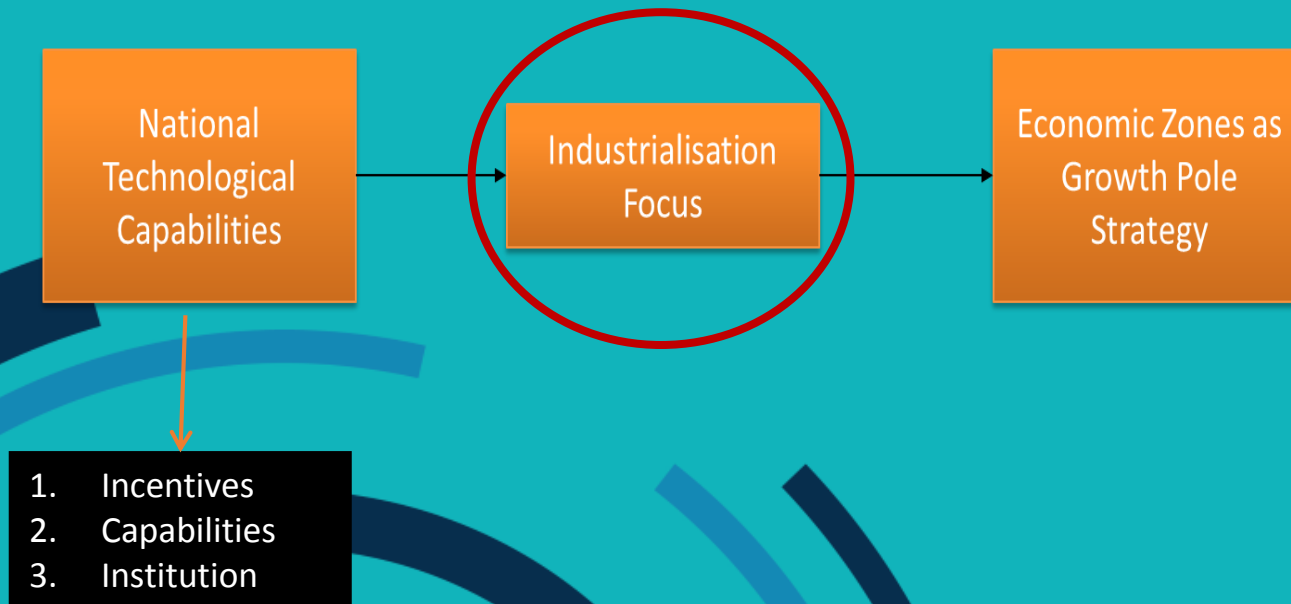 National
Technological
Capabilities
Industrialisation
Focus
Economic Zones as
Growth Pole
Strategy
1. Incentives
2. Capabilities
3. Institution